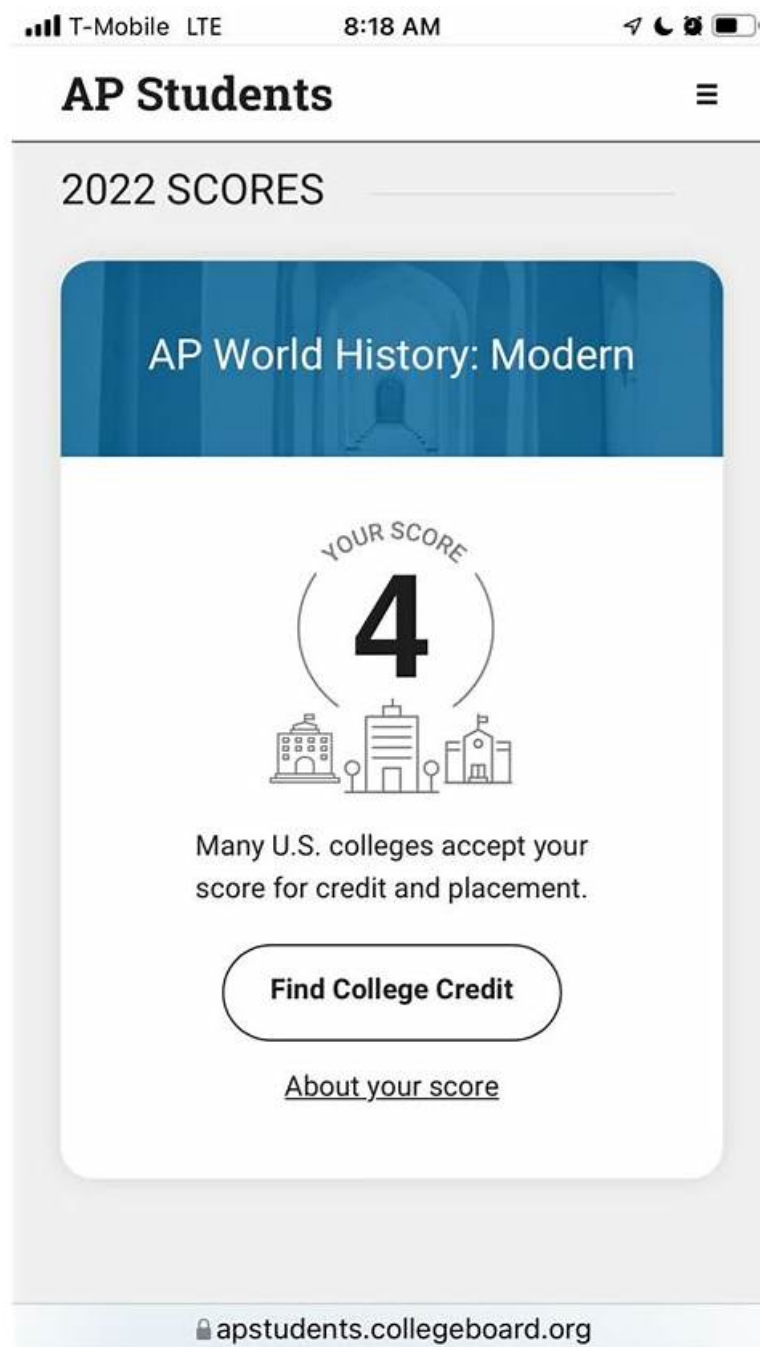 T-Mobile LTE 8:18 AM
AP Students
2022 SCORES
AP World History: Modern
YOUR SCORE
4
Many U.S. colleges accept your
score for credit and placement.
Find College Credit
About your score
apstudents.collegeboard.org